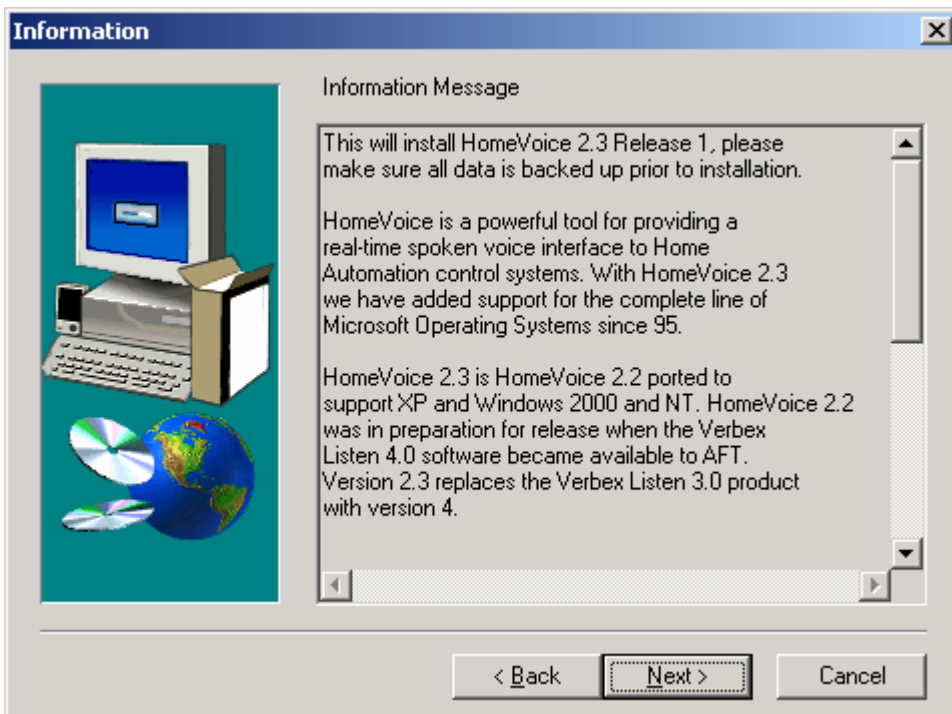 Information
Information Message
This will install HomeVoice 2.3 Release 1, please
make sure all data is backed up prior to installation.
HomeVoice is a powerful tool for providing a
real-time spoken voice interface to Home
Automation control systems. With HomeVoice 2.3
we have added support for the complete line of
Microsoft Operating Systems since 95.
HomeVoice 2.3 is HomeVoice 2.2 ported to
support XP and Windows 2000 and NT. HomeVoice 2.2
was in preparation for release when the Verbex
Listen 4.0 software became available to AFT.
Version 2.3 replaces the Verbex Listen 3.0 product
with version 4.
< Back
Next >
Cancel